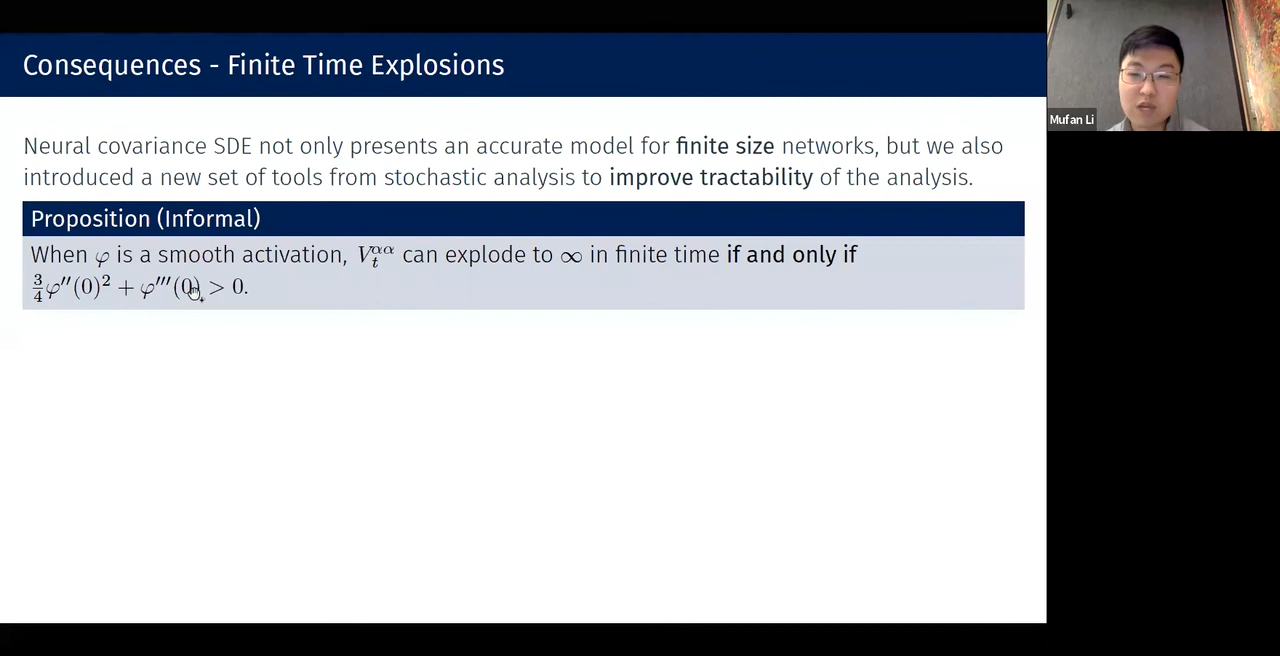 Consequences - Finite Time Explosions
Mufan Li
Neural covariance SDE not only presents an accurate model for finite size networks, but we also
introduced a new set of tools from stochastic analysis to improve tractability of the analysis.
Proposition (Informal)
When φ is a smooth activation, V_t^{αα} can explode to ∞ in finite time if and only if
\frac{3}{4}φ''(0)^2 + φ'''(0) > 0.